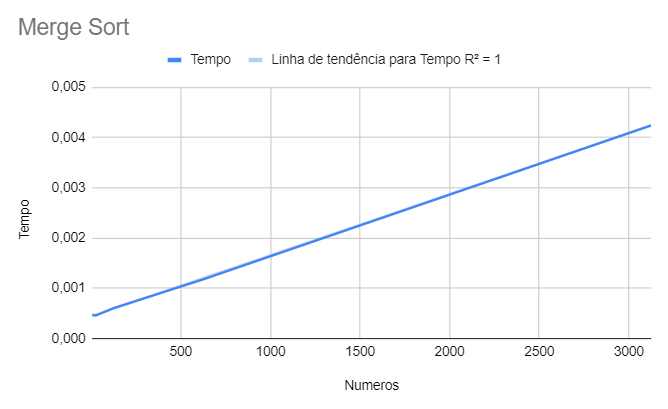 Merge Sort
Tempo
Linha de tendência para Tempo R² = 1
0,005
0,004
0,003
0,002
0,001
0,000
Tempo
500
1000
1500
2000
2500
3000
Numeros